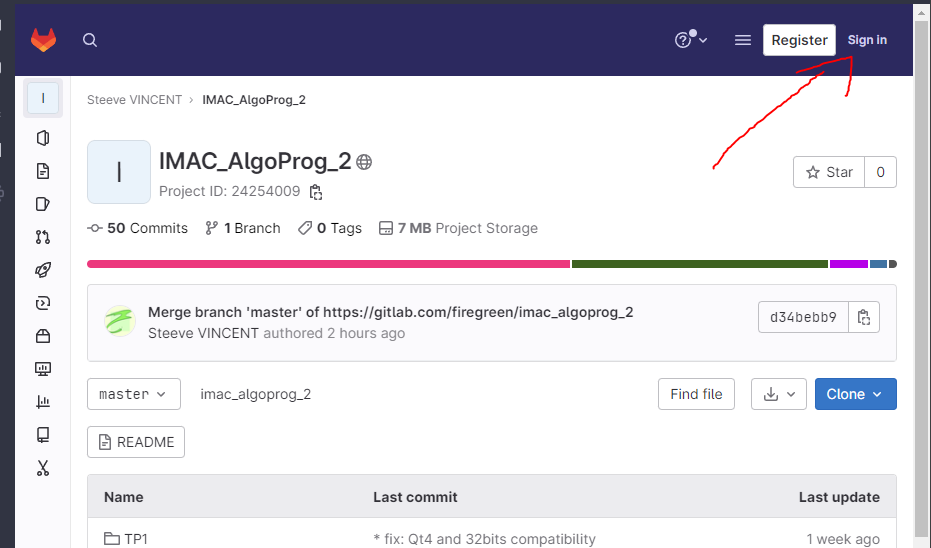 Register Sign in
I
Steeve VINCENT › IMAC_AlgoProg_2
I
IMAC_AlgoProg_2
Project ID: 24254009
Star 0
50 Commits 1 Branch 0 Tags 7 MB Project Storage
Merge branch 'master' of https://gitlab.com/firegreen/imac_algoprog_2
Steeve VINCENT authored 2 hours ago
d34bebb9
master imac_algoprog_2 Find file Clone
README
Name Last commit Last update
TP1 * fix: Qt4 and 32bits compatibility 1 week ago